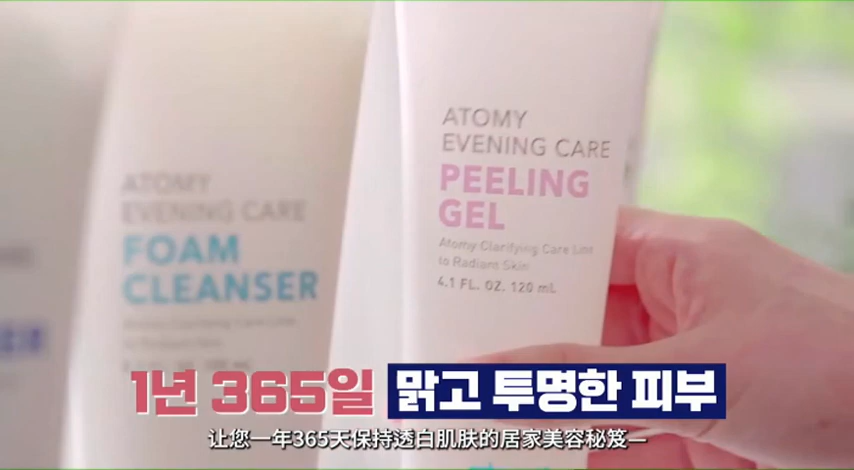 ATOMY
EVENING CARE
PEELING
GEL
Atomy Clarifying Care Line
to Radiant Skin
4.1 FL. OZ. 120 mL
ATOMY
EVENING CARE
FOAM
CLEANSER
1년 365일 맑고 투명한 피부
让您一年365天保持透白肌肤的居家美容秘笈—